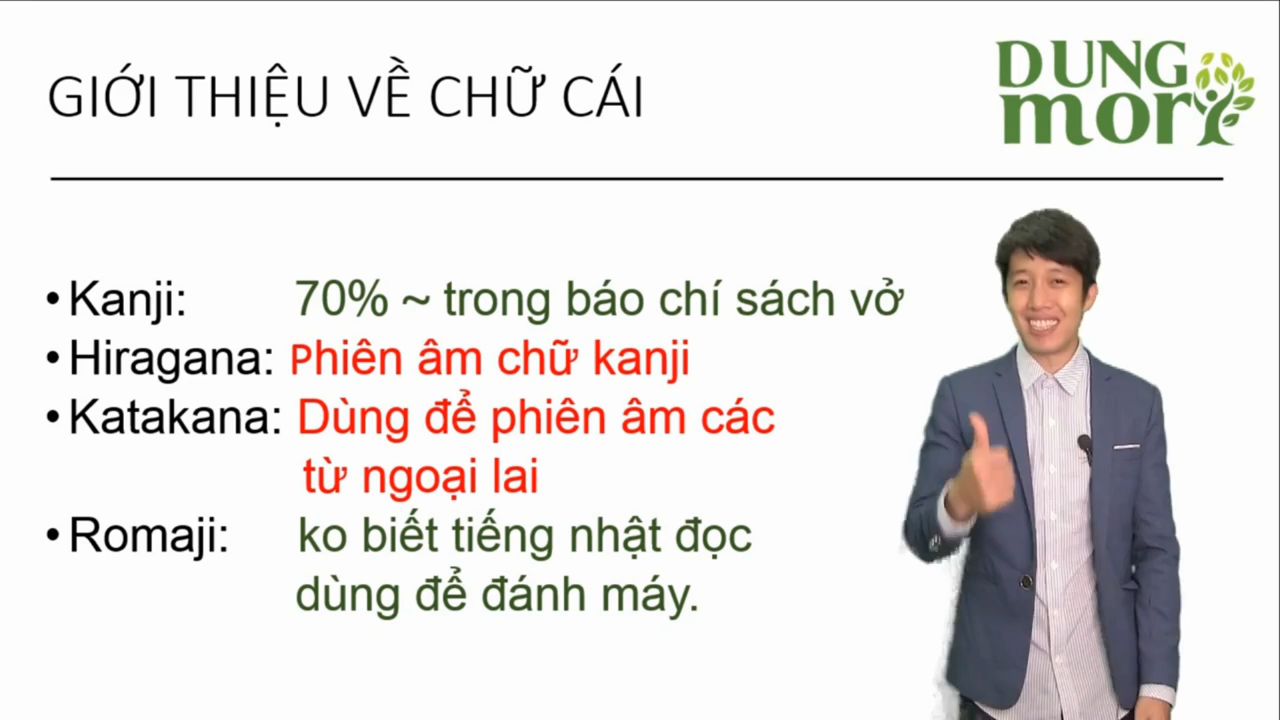 GIỚI THIỆU VỀ CHỮ CÁI
DUNG
mori
• Kanji: 70% ~ trong báo chí sách vở
• Hiragana: Phiên âm chữ kanji
• Katakana: Dùng để phiên âm các
từ ngoại lai
• Romaji: ko biết tiếng nhật đọc
dùng để đánh máy.